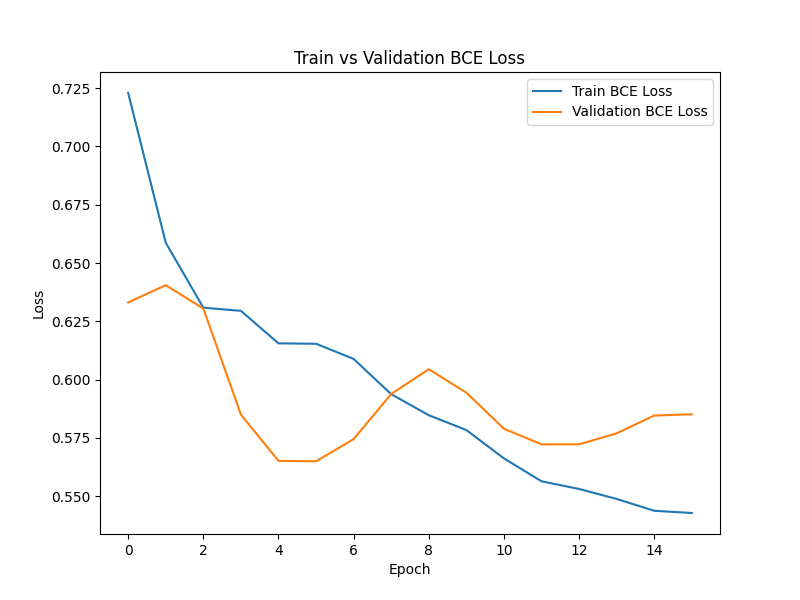 Train vs Validation BCE Loss
Train BCE Loss
Validation BCE Loss
0.725
0.700
0.675
0.650
0.625
0.600
0.575
0.550
Loss
0 2 4 6 8 10 12 14
Epoch